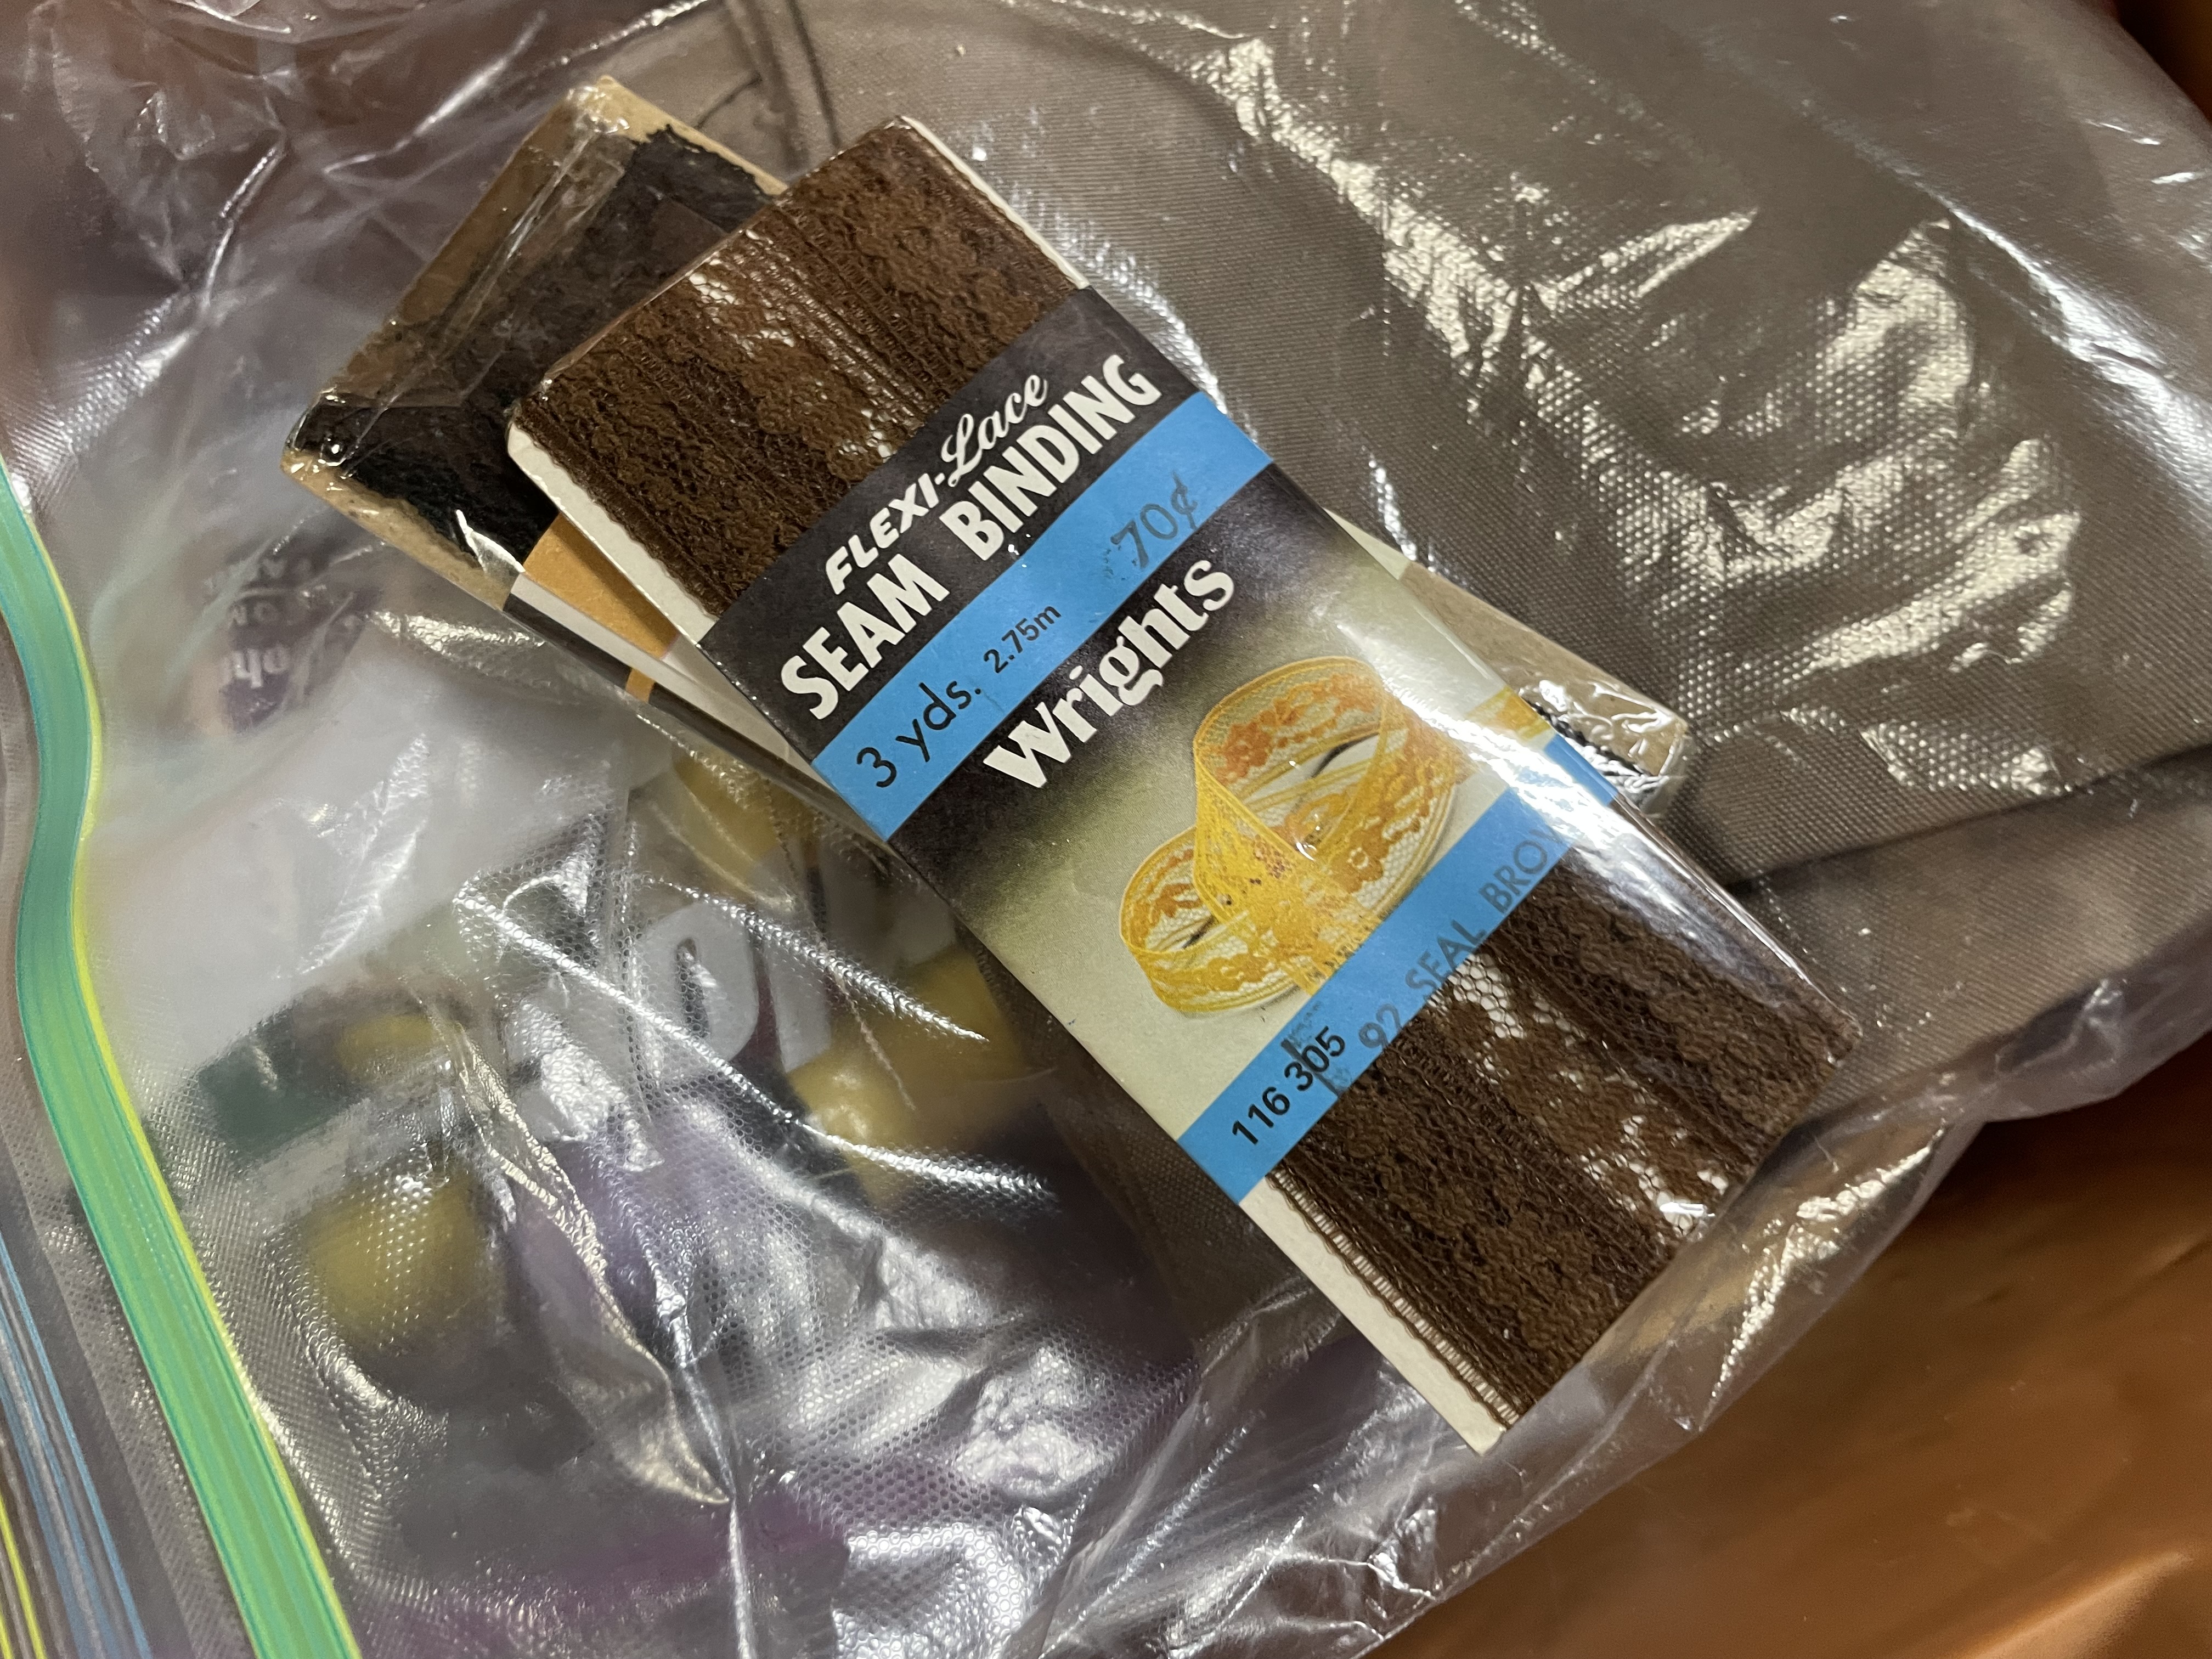 FLEXI-Lace
SEAM BINDING
3 yds. 2.75m 70¢
Wrights
116 305 92 SEAL BROW